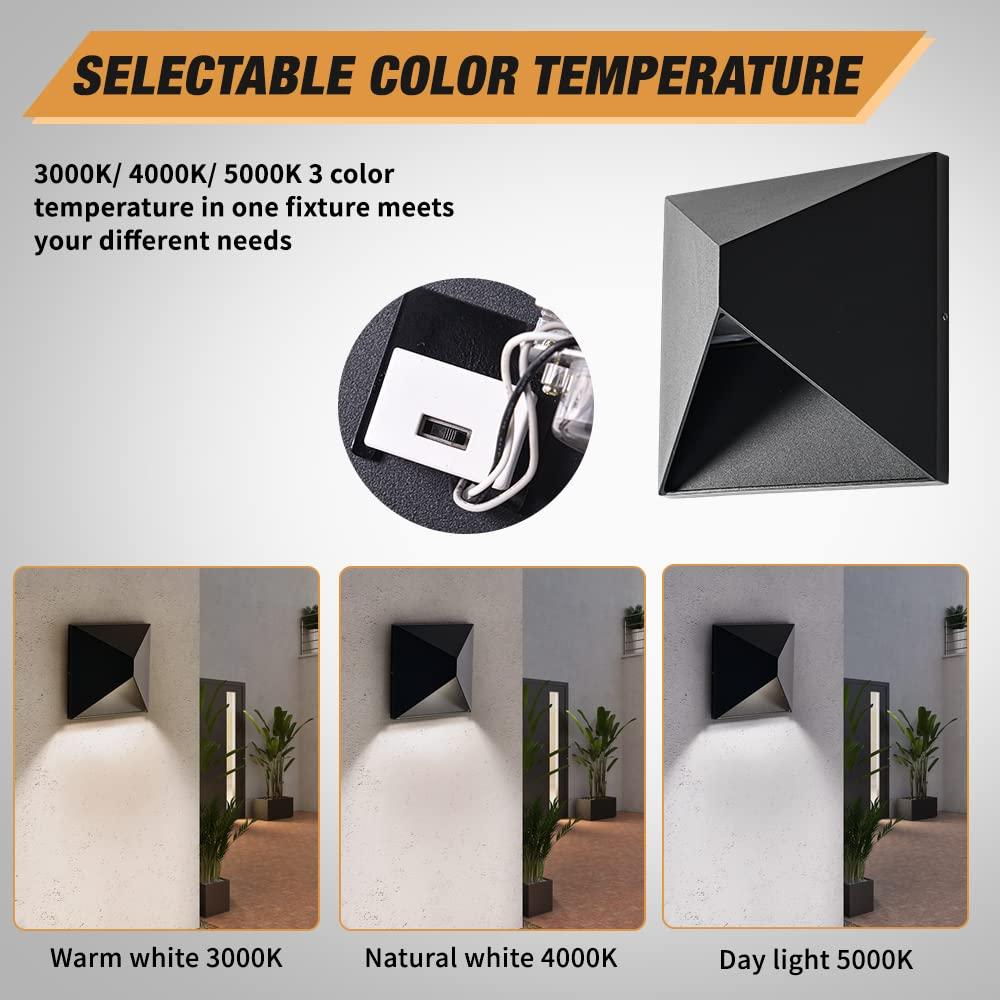 SELECTABLE COLOR TEMPERATURE
3000K/ 4000K/ 5000K 3 color
temperature in one fixture meets
your different needs
Warm white 3000K
Natural white 4000K
Day light 5000K